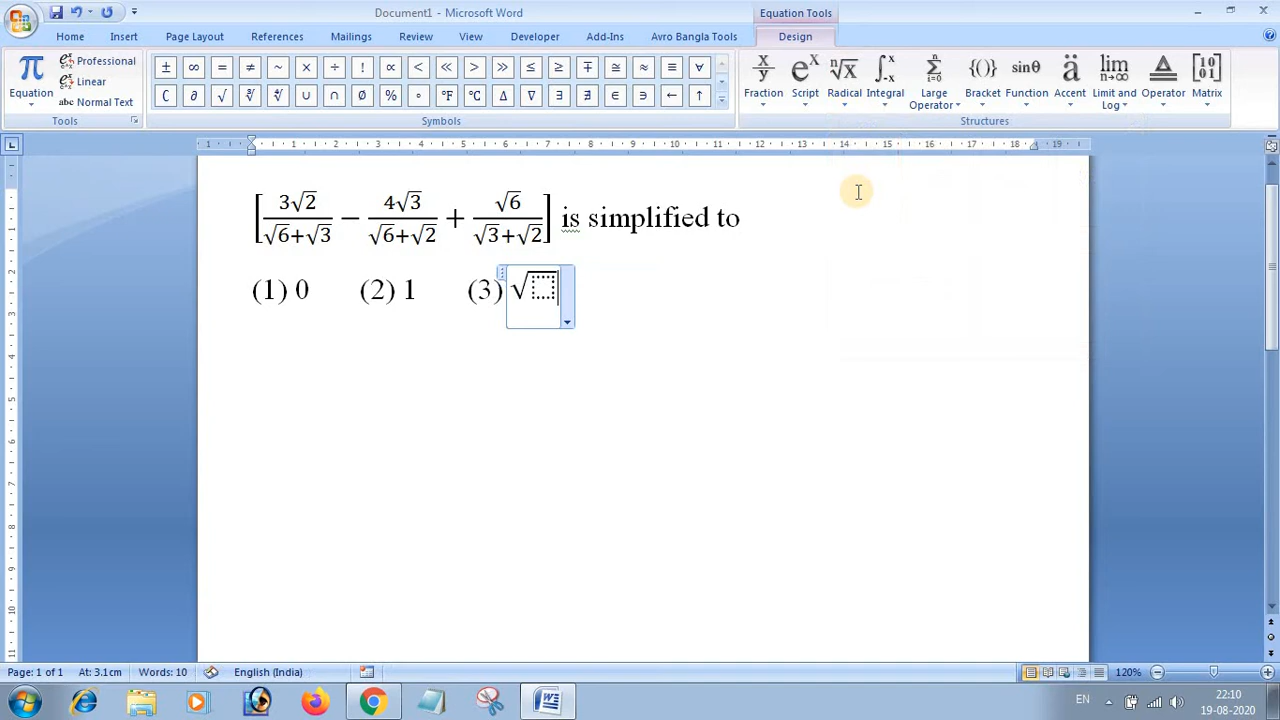 Document1 - Microsoft Word
Equation Tools
Home Insert Page Layout References Mailings Review View Developer Add-Ins Avro Bangla Tools Design
π Equation
Professional
Linear
abc Normal Text
Tools
± ∞ = ≠ ~ × ÷ ! ∝ < ≪ > ≫ ≤ ≥ ∓ ≅ ≈ ≡ ∀
∁ ∂ √ ∛ ∜ ∪ ∩ ∅ % ° °F °C ∆ ∇ ∃ ∄ ∈ ∋ ← ↑
Symbols
Fraction Script Radical Integral Large Operator Bracket Function Accent Limit and Log Operator Matrix
Structures
[3√2/(√6+√3) − 4√3/(√6+√2) + √6/(√3+√2)] is simplified to
(1) 0 (2) 1 (3) √
Page: 1 of 1 At: 3.1cm Words: 10 English (India) 120%
EN 22:10
19-08-2020